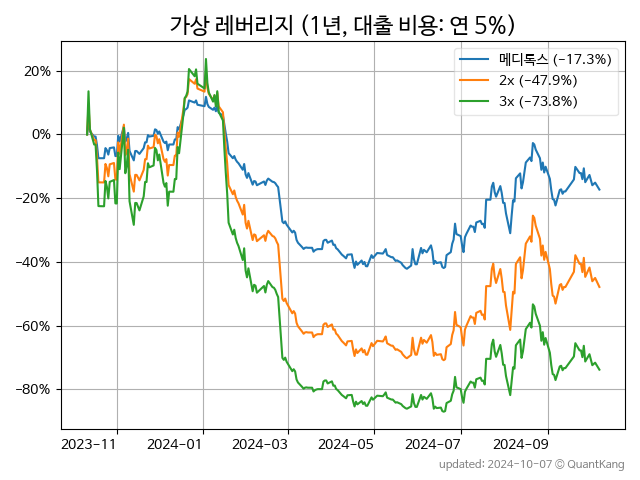 가상 레버리지 (1년, 대출 비용: 연 5%)
메디톡스 (−17.3%)
2x (−47.9%)
3x (−73.8%)
20%
0%
−20%
−40%
−60%
−80%
2023-11 2024-01 2024-03 2024-05 2024-07 2024-09
updated: 2024-10-07 © QuantKang